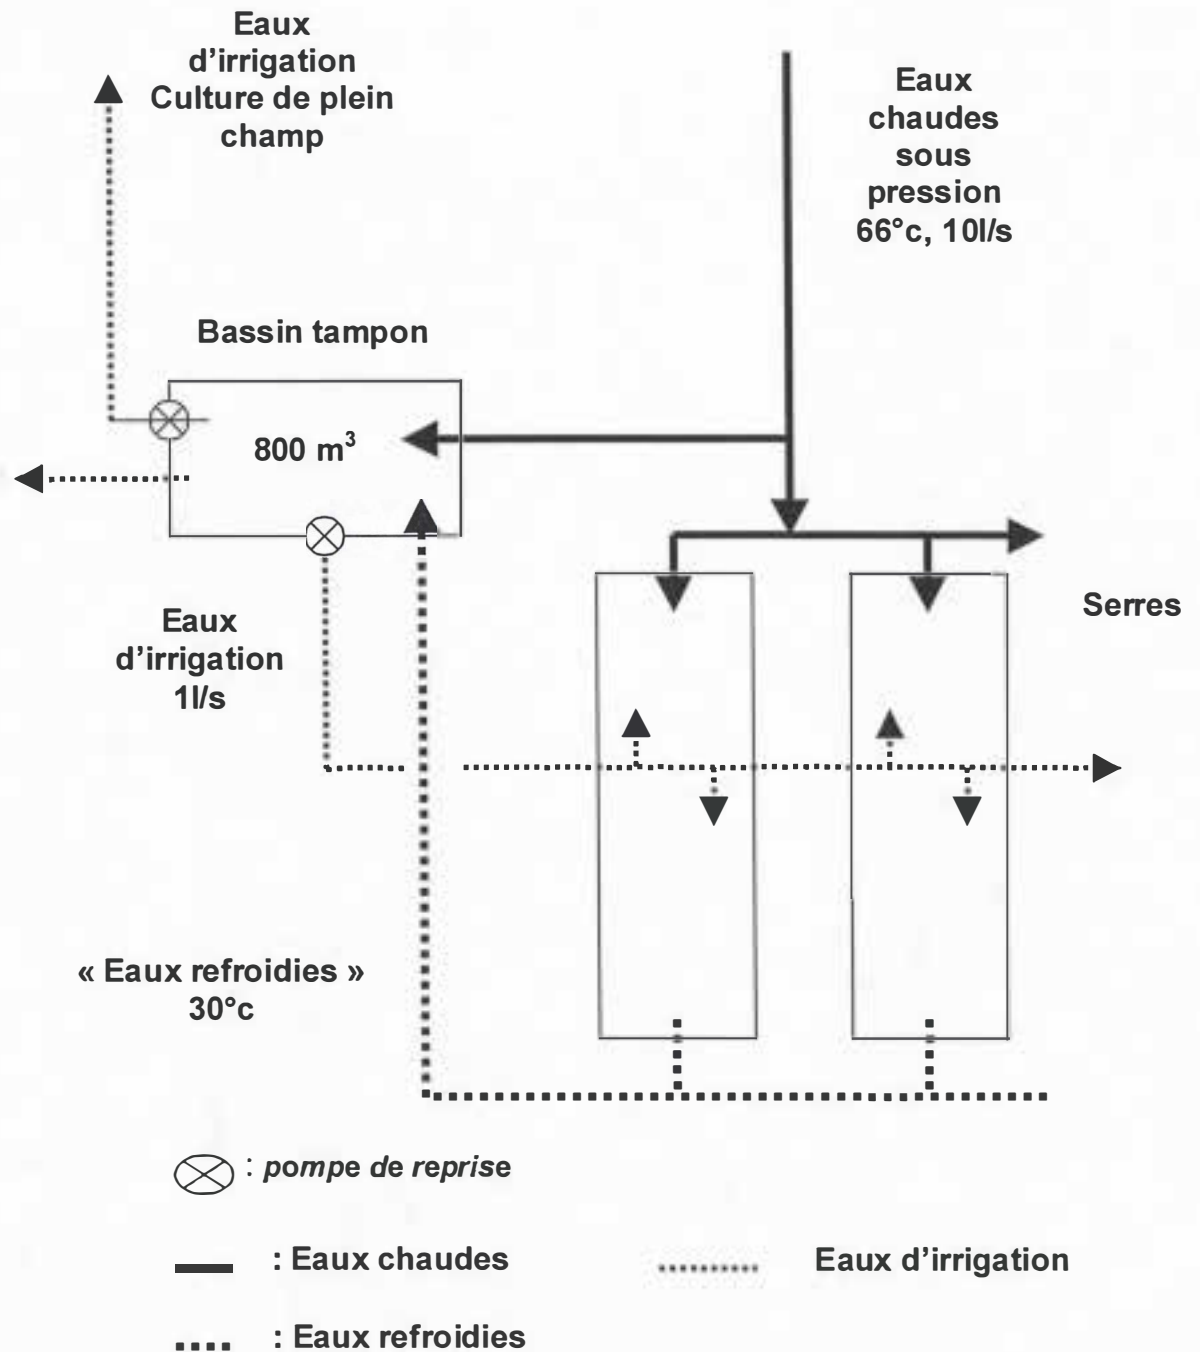 Eaux
d'irrigation
Culture de plein
champ
Eaux
chaudes
sous
pression
66°c, 10l/s
Bassin tampon
800 m³
Serres
Eaux
d'irrigation
1l/s
« Eaux refroidies »
30°c
: pompe de reprise
: Eaux chaudes
Eaux d'irrigation
: Eaux refroidies